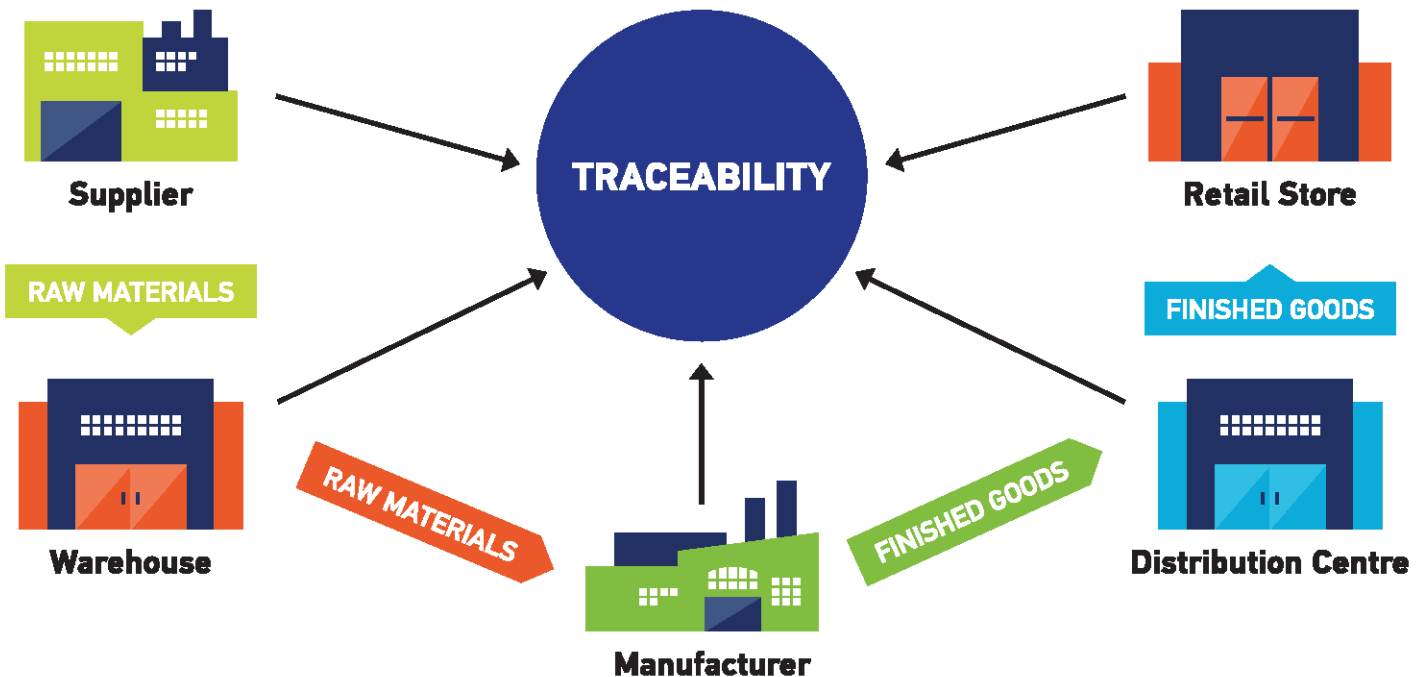 TRACEABILITY
Supplier
Retail Store
RAW MATERIALS
FINISHED GOODS
Warehouse
RAW MATERIALS
FINISHED GOODS
Distribution Centre
Manufacturer